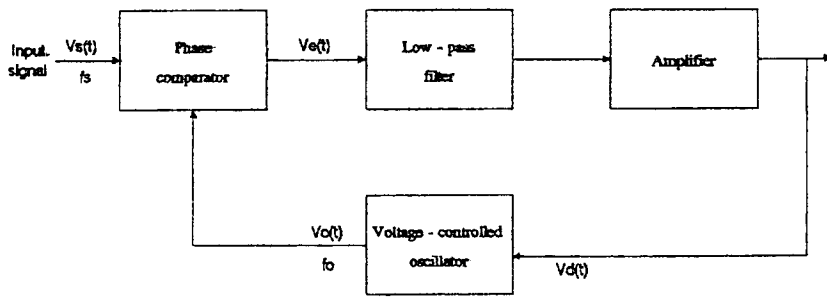 Input.
signal
Vs(t)
fs
Phase-
comparator
Ve(t)
Low - pass
filter
Amplifier
Vo(t)
fo
Voltage - controlled
oscillator
Vd(t)